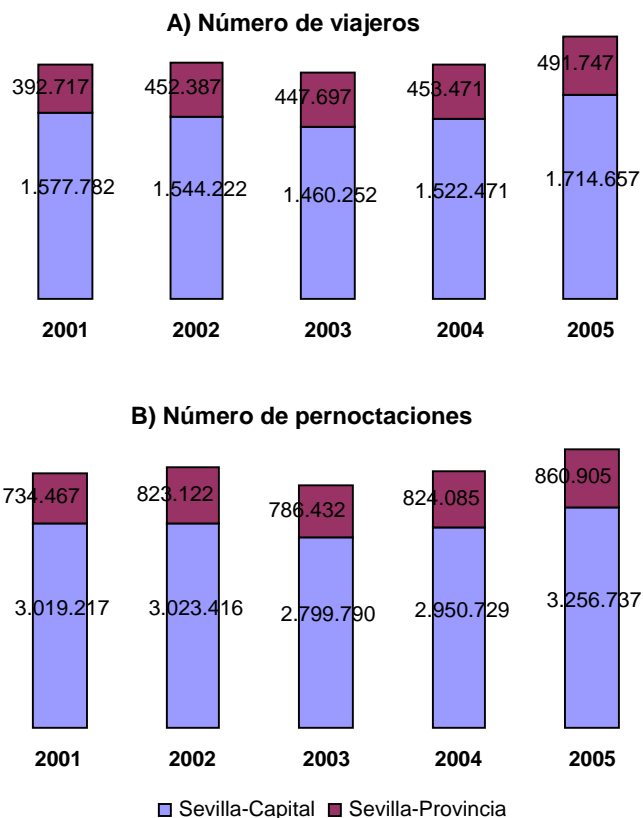 A) Número de viajeros
392.717 452.387 447.697 453.471 491.747
1.577.782 1.544.222 1.460.252 1.522.471 1.714.657
2001 2002 2003 2004 2005
B) Número de pernoctaciones
734.467 823.122 786.432 824.085 860.905
3.019.217 3.023.416 2.799.790 2.950.729 3.256.737
2001 2002 2003 2004 2005
Sevilla-Capital Sevilla-Provincia